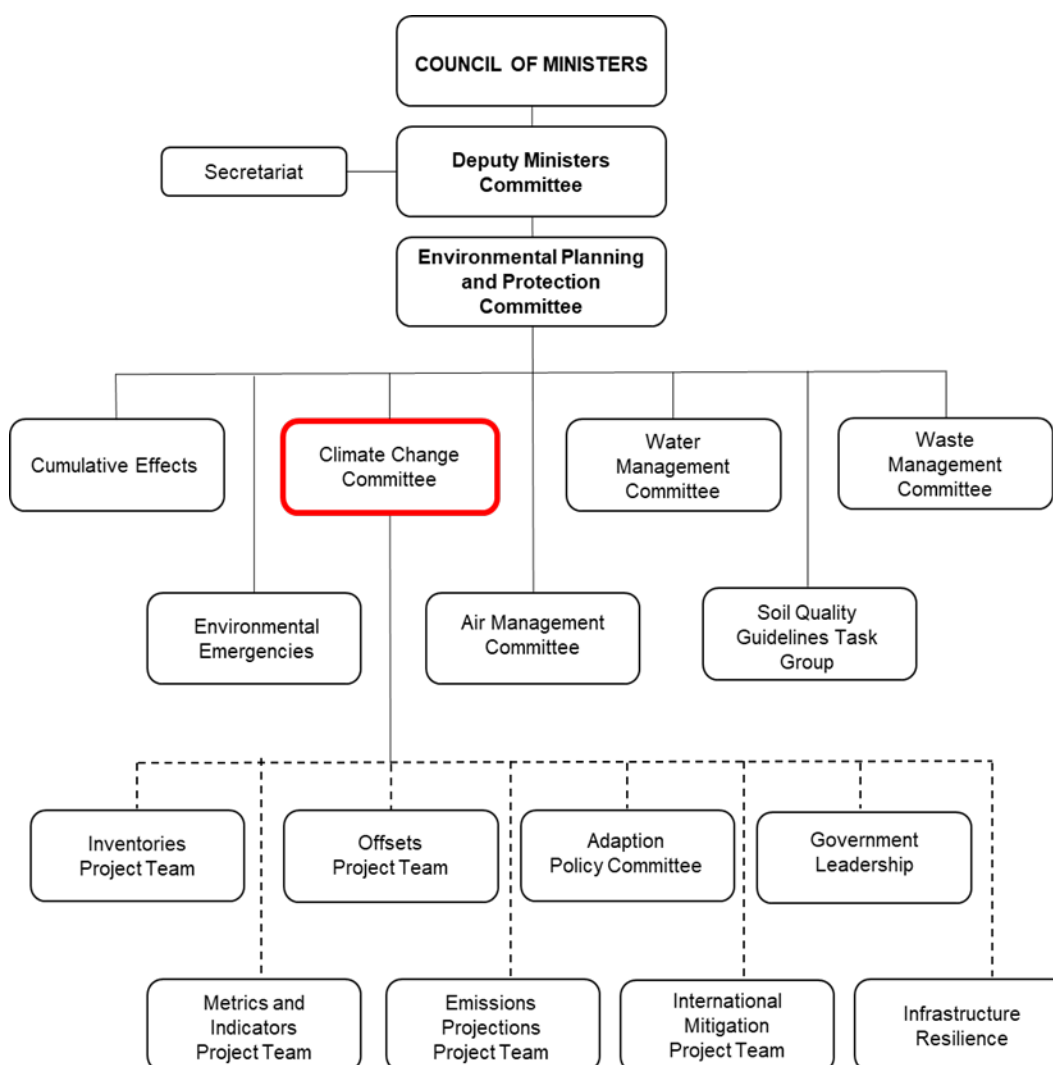 COUNCIL OF MINISTERS
Deputy Ministers
Committee
Secretariat
Environmental Planning
and Protection
Committee
Cumulative Effects
Climate Change
Committee
Water
Management
Committee
Waste
Management
Committee
Environmental
Emergencies
Air Management
Committee
Soil Quality
Guidelines Task
Group
Inventories
Project Team
Offsets
Project Team
Adaption
Policy Committee
Government
Leadership
Metrics and
Indicators
Project Team
Emissions
Projections
Project Team
International
Mitigation
Project Team
Infrastructure
Resilience